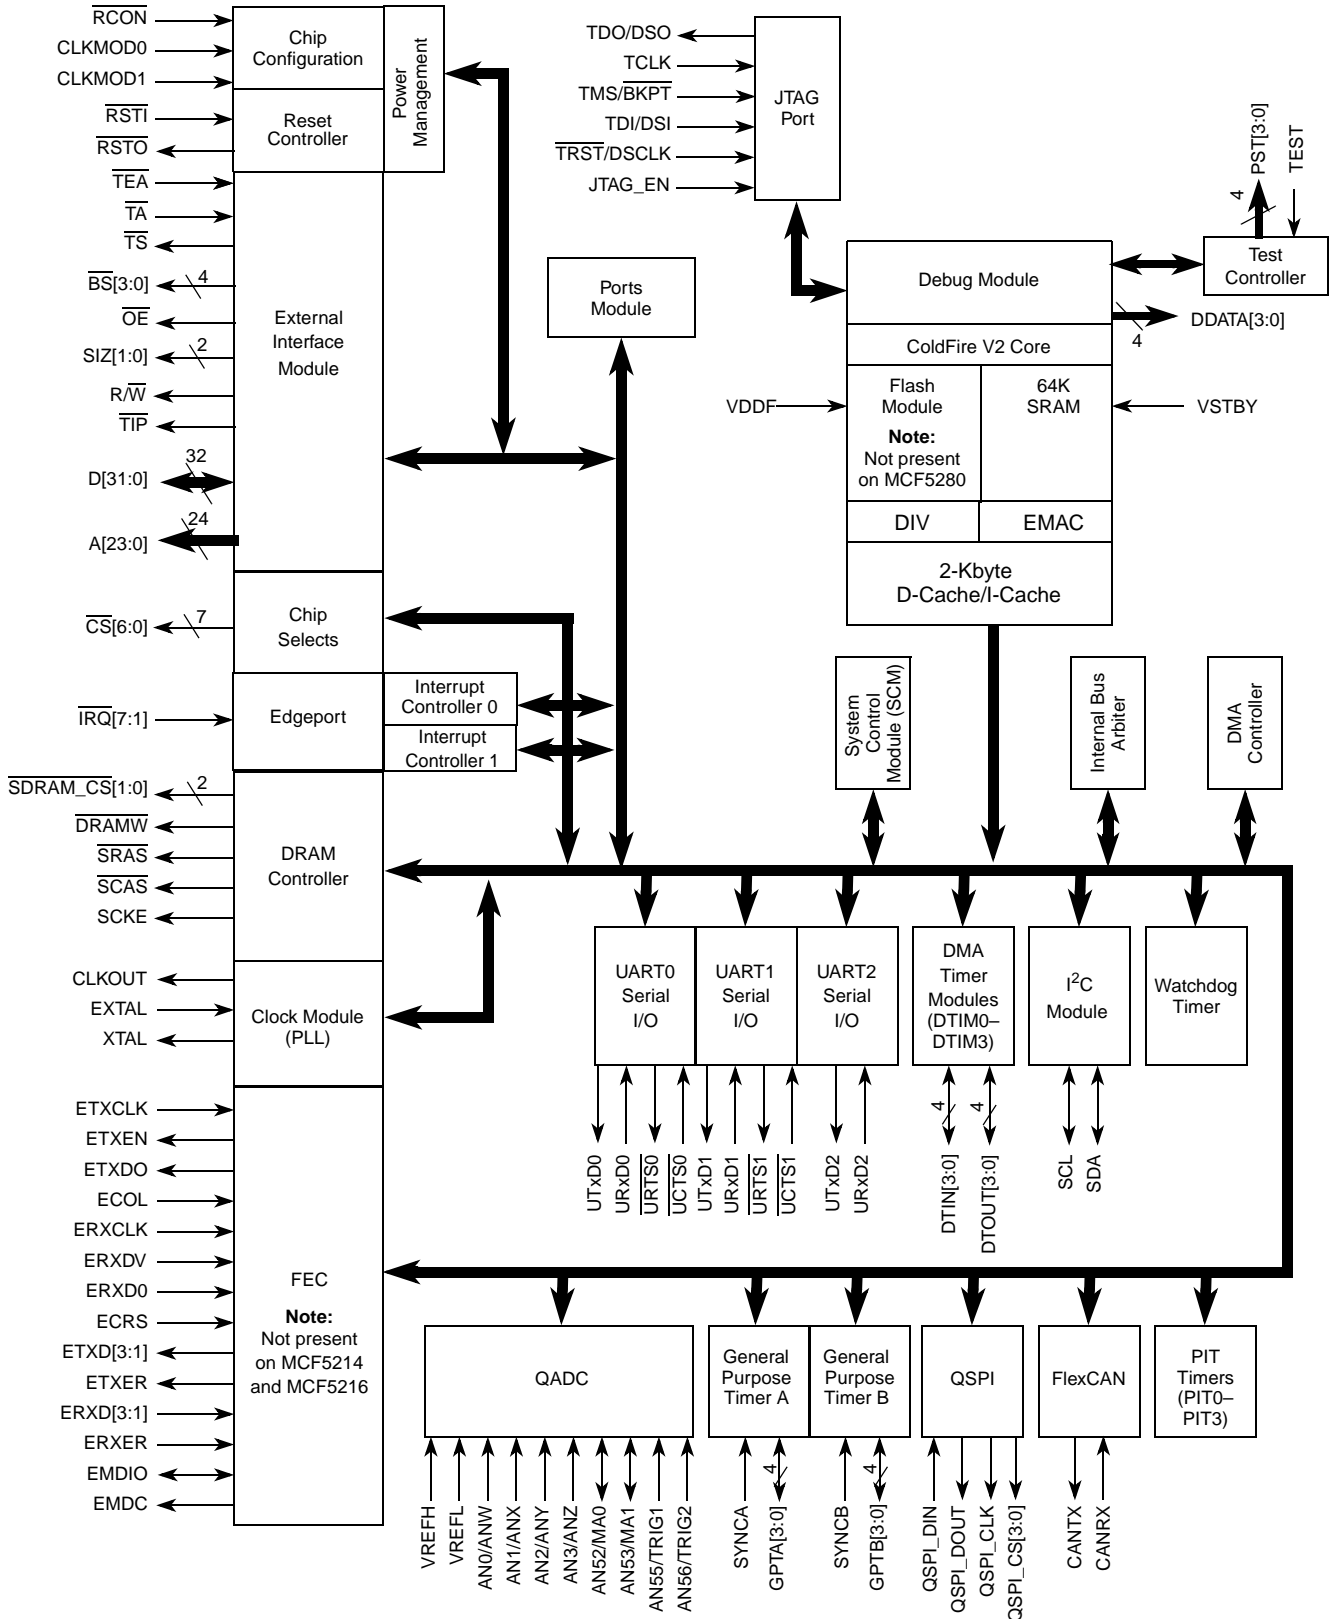 RCON
CLKMOD0
CLKMOD1
RSTI
RSTO
TEA
TA
TS
BS[3:0]
4
OE
SIZ[1:0]
2
R/W
TIP
D[31:0]
32
A[23:0]
24
CS[6:0]
7
IRQ[7:1]
SDRAM_CS[1:0]
2
DRAMW
SRAS
SCAS
SCKE
CLKOUT
EXTAL
XTAL
ETXCLK
ETXEN
ETXDO
ECOL
ERXCLK
ERXDV
ERXD0
ECRS
ETXD[3:1]
ETXER
ERXD[3:1]
ERXER
EMDIO
EMDC
Chip
Configuration
Reset
Controller
Power
Management
External
Interface
Module
Chip
Selects
Edgeport
Interrupt
Controller 0
Interrupt
Controller 1
DRAM
Controller
Clock Module
(PLL)
FEC
Note:
Not present
on MCF5214
and MCF5216
TDO/DSO
TCLK
TMS/BKPT
TDI/DSI
TRST/DSCLK
JTAG_EN
JTAG
Port
Ports
Module
PST[3:0]
4
TEST
Test
Controller
Debug Module
DDATA[3:0]
4
ColdFire V2 Core
VDDF
Flash
Module
Note:
Not present
on MCF5280
64K
SRAM
VSTBY
DIV
EMAC
2-Kbyte
D-Cache/I-Cache
System
Control
Module (SCM)
Internal Bus
Arbiter
DMA
Controller
UART0
Serial
I/O
UART1
Serial
I/O
UART2
Serial
I/O
DMA
Timer
Modules
(DTIM0–
DTIM3)
I2C
Module
Watchdog
Timer
UTxD0
URxD0
URTS0
UCTS0
UTxD1
URxD1
URTS1
UCTS1
UTxD2
URxD2
4
DTIN[3:0]
4
DTOUT[3:0]
SCL
SDA
QADC
General
Purpose
Timer A
General
Purpose
Timer B
QSPI
FlexCAN
PIT
Timers
(PIT0–
PIT3)
VREFH
VREFL
AN0/ANW
AN1/ANX
AN2/ANY
AN3/ANZ
AN52/MA0
AN53/MA1
AN55/TRIG1
AN56/TRIG2
SYNCA
4
GPTA[3:0]
SYNCB
4
GPTB[3:0]
QSPI_DIN
QSPI_DOUT
QSPI_CLK
QSPI_CS[3:0]
CANTX
CANRX